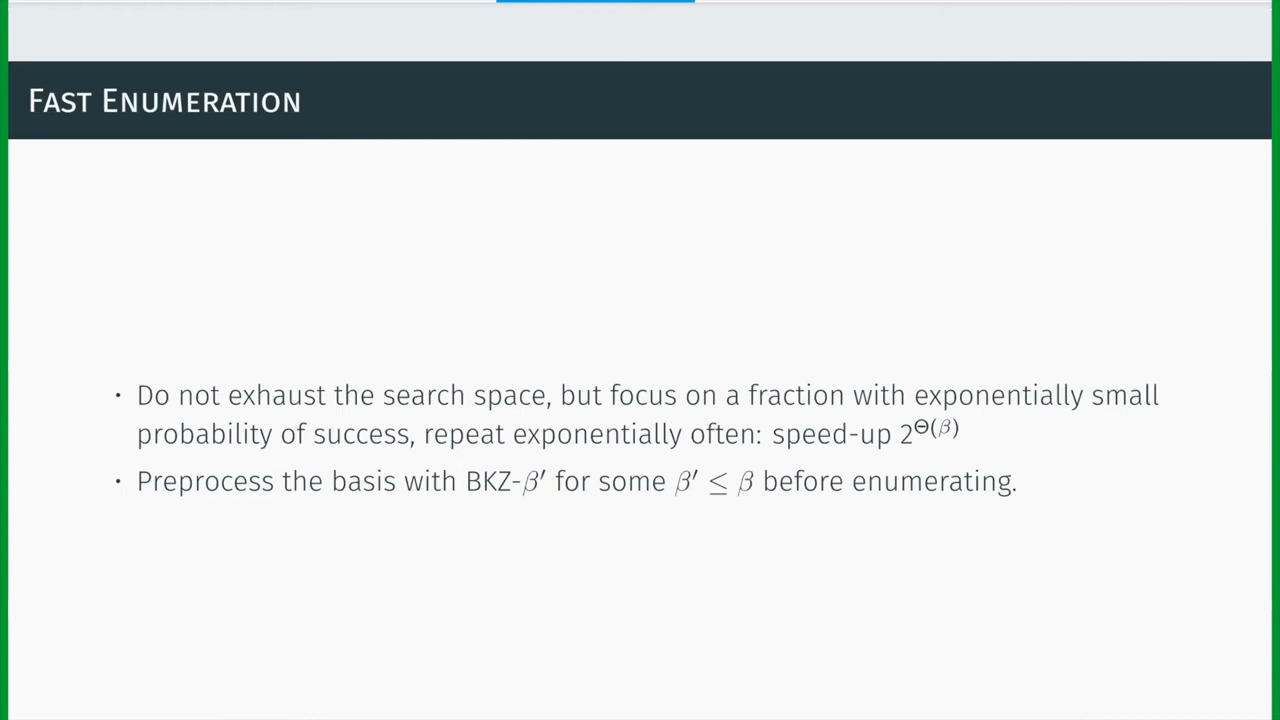 Fast Enumeration
· Do not exhaust the search space, but focus on a fraction with exponentially small
probability of success, repeat exponentially often: speed-up 2^Θ(β)
· Preprocess the basis with BKZ-β′ for some β′ ≤ β before enumerating.